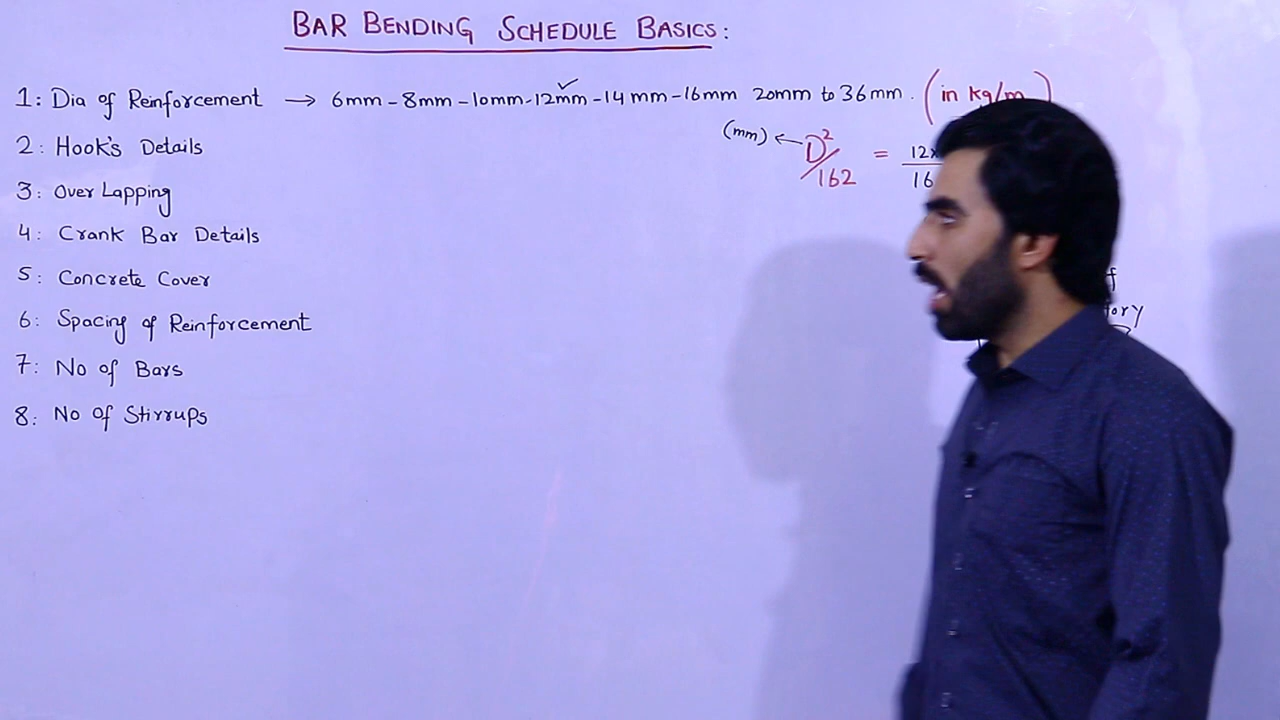 BAR BENDING SCHEDULE BASICS:
1: Dia of Reinforcement → 6mm - 8mm - 10mm - 12mm - 14mm - 16mm 20mm to 36mm. (in kg/m)
(mm) ← D²/162 = 12x
16
2: Hook's Details
3: Over Lapping
4: Crank Bar Details
5: Concrete Cover
6: Spacing of Reinforcement
7: No of Bars
8: No of Stirrups